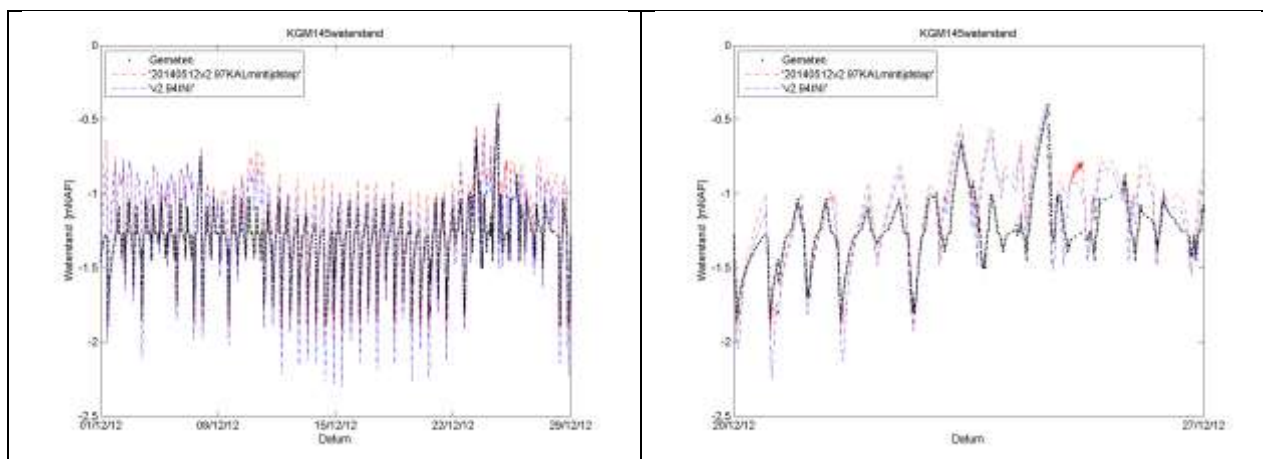 KGM145waterstand
0
Gemeten
'20140512v2.97KALmintijdstap'
'v2.94INI'
-0.5
-1
-1.5
-2
-2.5
Waterstand [mNAP]
01/12/12
08/12/12
15/12/12
22/12/12
29/12/12
Datum
KGM145waterstand
0
Gemeten
'20140512v2.97KALmintijdstap'
'v2.94INI'
-0.5
-1
-1.5
-2
-2.5
Waterstand [mNAP]
20/12/12
27/12/12
Datum